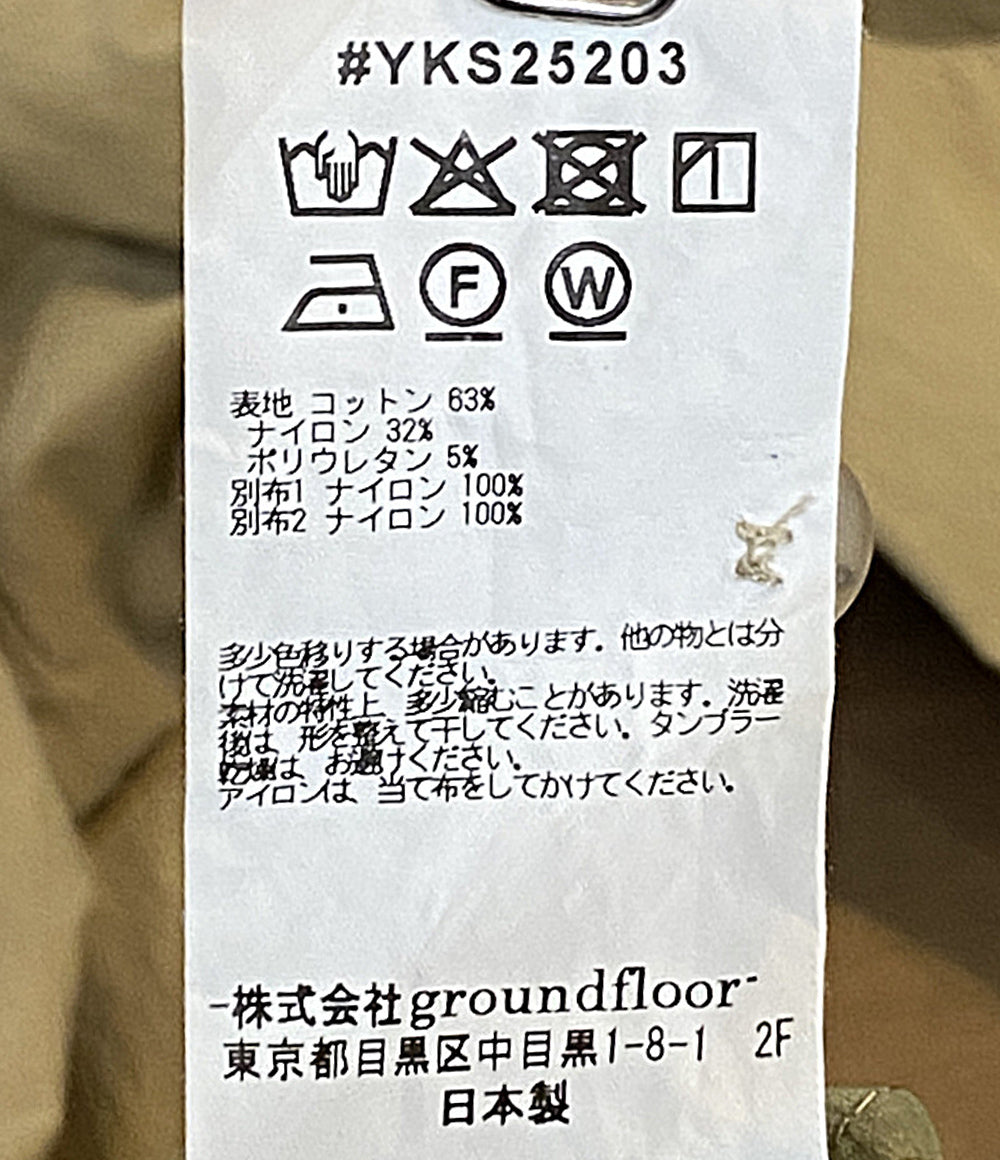 #YKS25203
F W
表地 コットン 63%
ナイロン 32%
ポリウレタン 5%
別布1 ナイロン 100%
別布2 ナイロン 100%
多少色移りする場合があります。他の物とは分
けて洗濯してください。
素材の特性上、多少縮むことがあります。洗濯
後は、形を整えて干してください。タンブラー
乾燥は、お避けください。
アイロンは、当て布をしてかけてください。
-株式会社groundfloor-
東京都目黒区中目黒1-8-1 2F
日本製